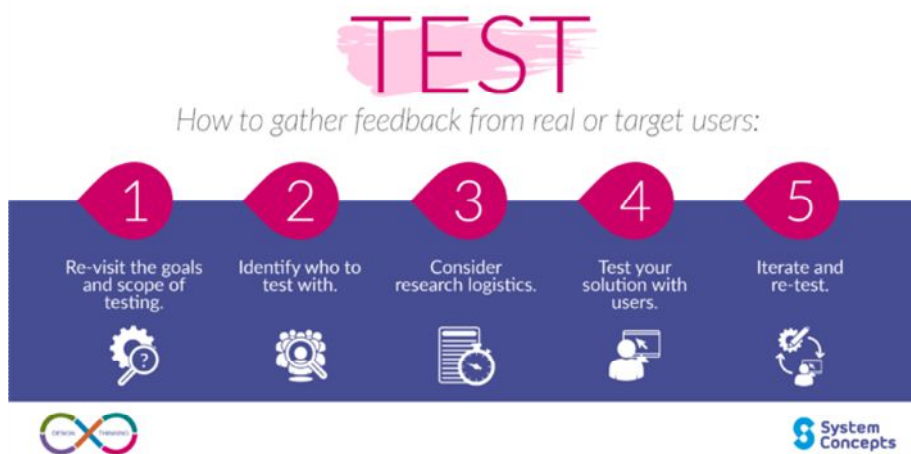 TEST
How to gather feedback from real or target users:
1
2
3
4
5
Re-visit the goals
and scope of
testing.
Identify who to
test with.
Consider
research logistics.
Test your
solution with
users.
Iterate and
re-test.
?
DESIGN THINKING
System
Concepts